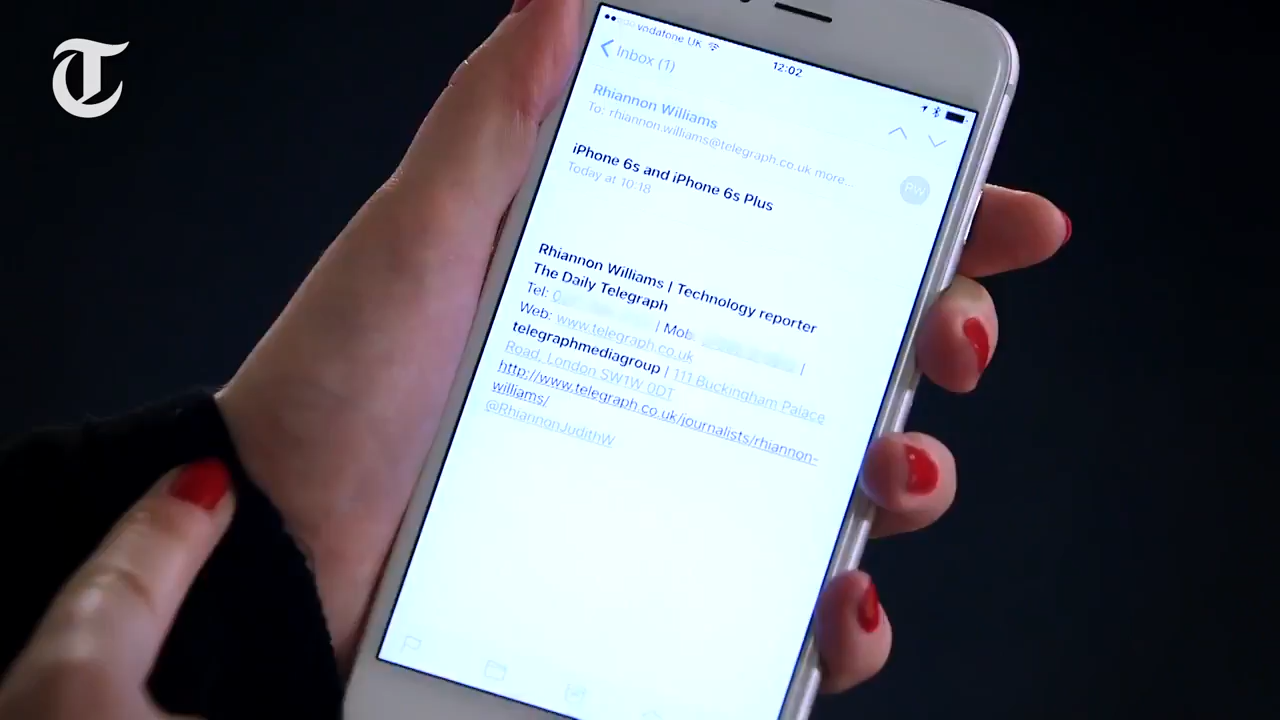 T
vodafone UK
12:02
Inbox (1)
Rhiannon Williams
To: rhiannon.williams@telegraph.co.uk more...
iPhone 6s and iPhone 6s Plus
Today at 10:18
Rhiannon Williams | Technology reporter
The Daily Telegraph
Tel: | Mob: |
Web: www.telegraph.co.uk
telegraphmediagroup | 111 Buckingham Palace
Road, London SW1W 0DT
http://www.telegraph.co.uk/journalists/rhiannon-
williams/
@RhiannonJudithW